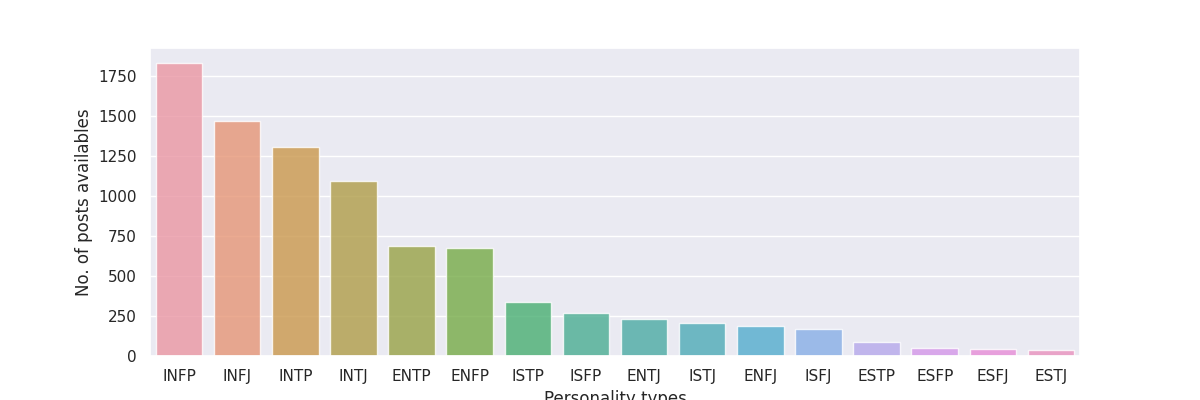 No. of posts availables
1750
1500
1250
1000
750
500
250
0
INFP INFJ INTP INTJ ENTP ENFP ISTP ISFP ENTJ ISTJ ENFJ ISFJ ESTP ESFP ESFJ ESTJ
Personality types